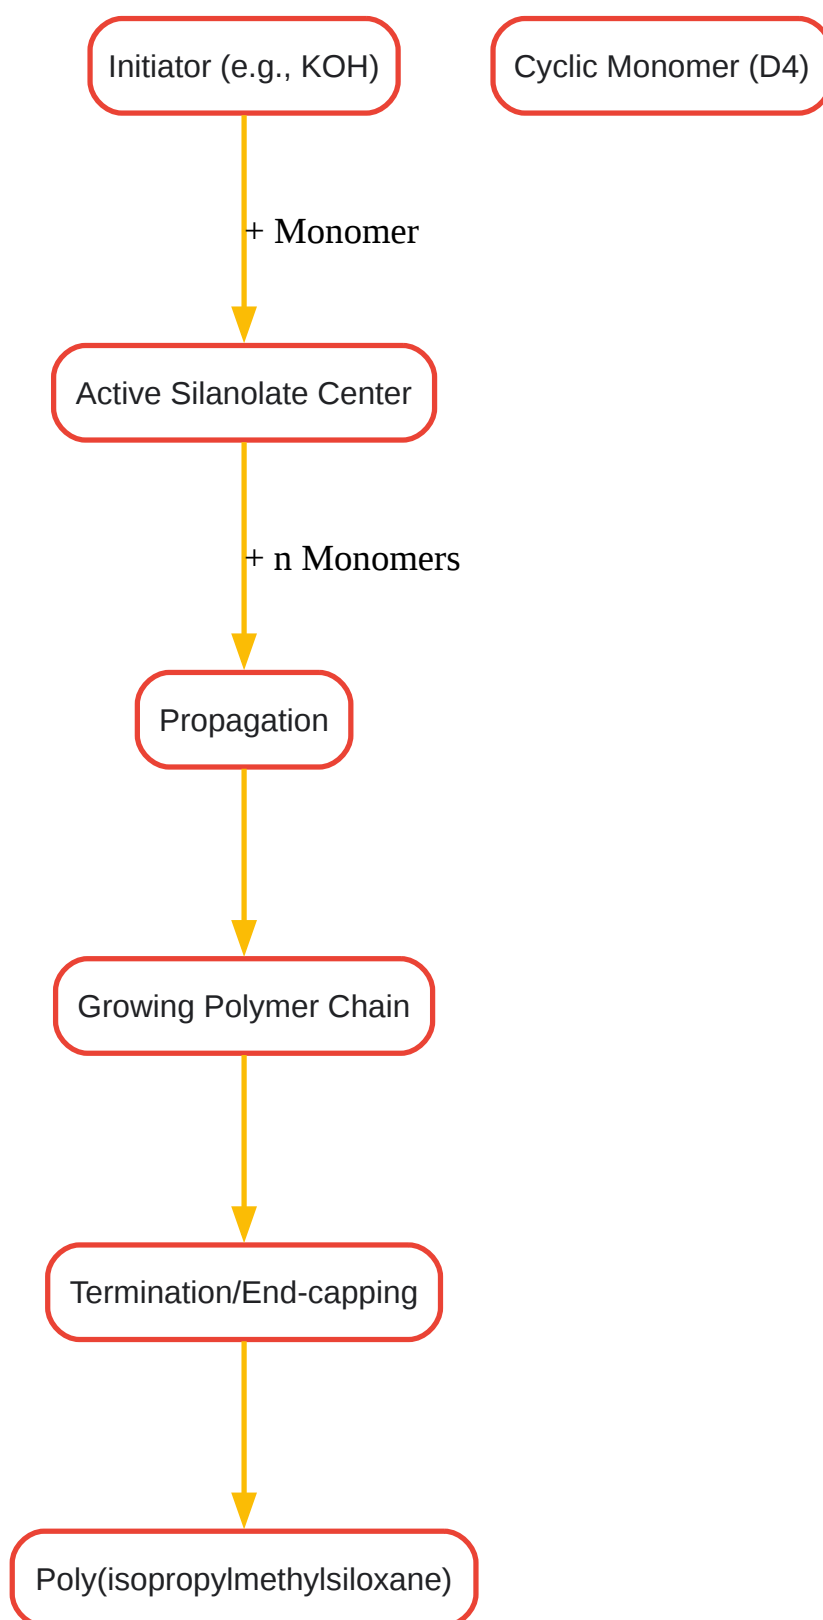 Initiator (e.g., KOH)
Cyclic Monomer (D4)
+ Monomer
Active Silanolate Center
+ n Monomers
Propagation
Growing Polymer Chain
Termination/End-capping
Poly(isopropylmethylsiloxane)